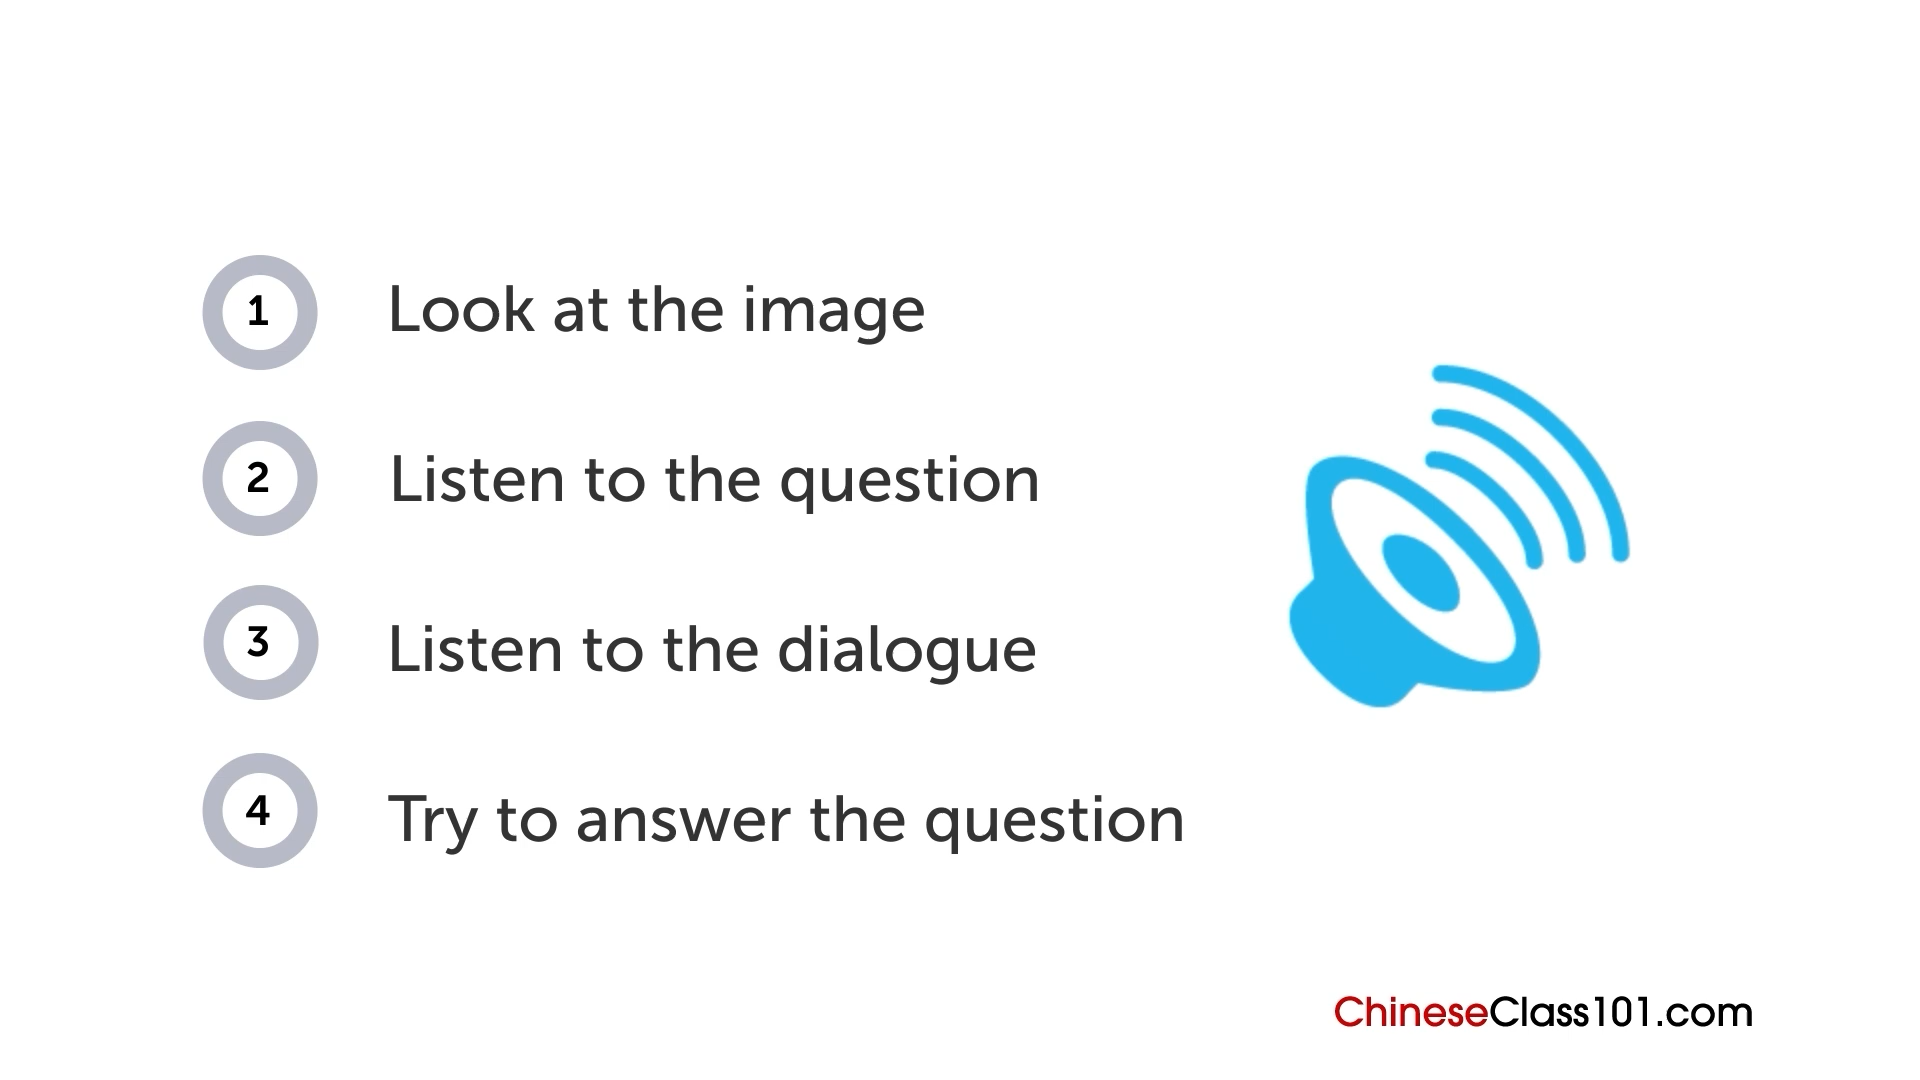 1 Look at the image
2 Listen to the question
3 Listen to the dialogue
4 Try to answer the question
ChineseClass101.com